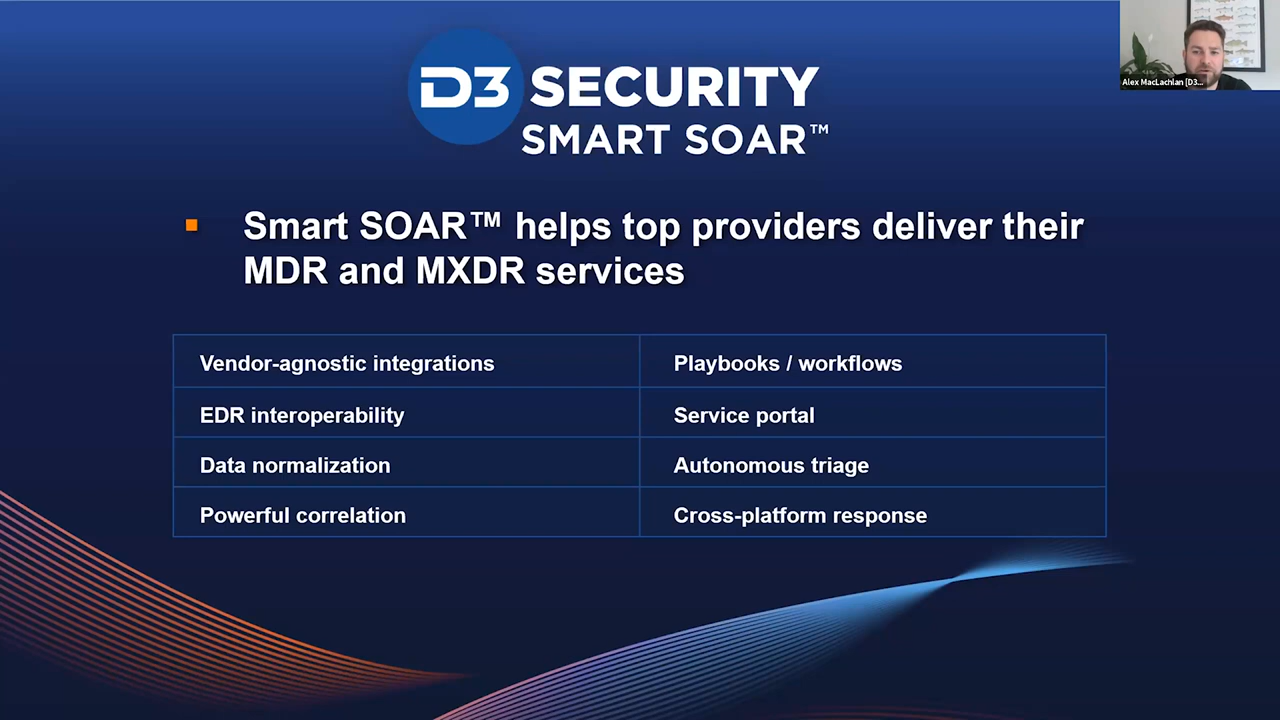 D3 SECURITY
SMART SOAR™
Alex MacLachlan [D3...
▪ Smart SOAR™ helps top providers deliver their
MDR and MXDR services
Vendor-agnostic integrations
Playbooks / workflows
EDR interoperability
Service portal
Data normalization
Autonomous triage
Powerful correlation
Cross-platform response